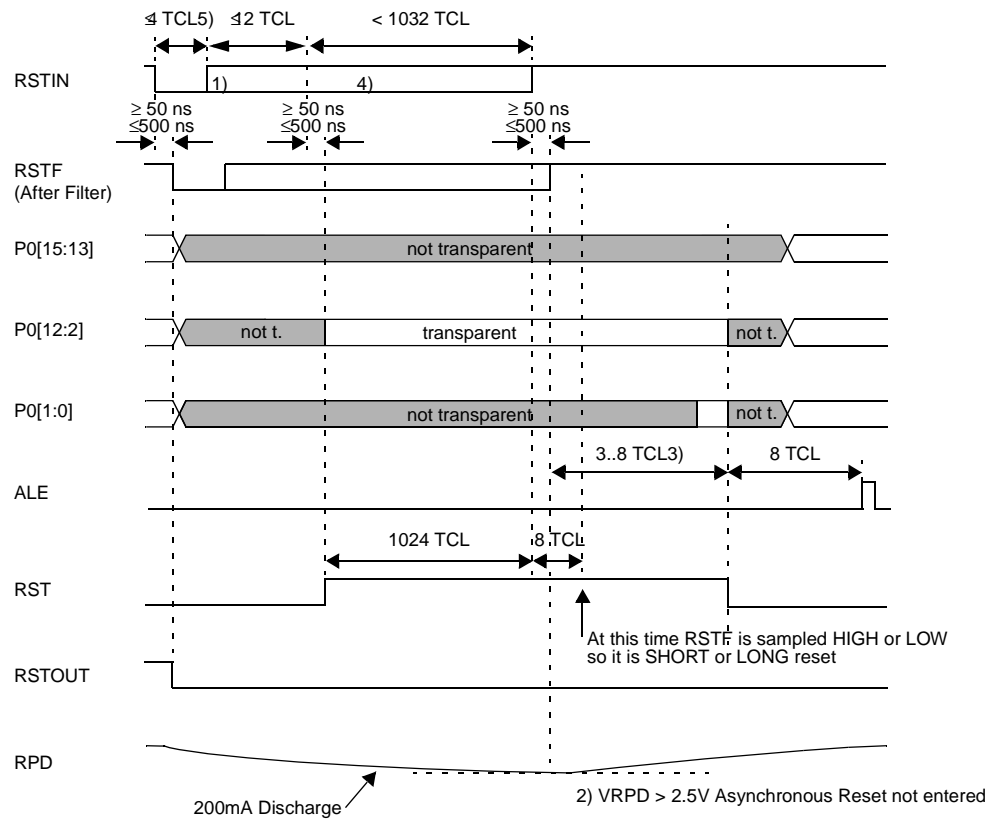 ≤4 TCL5) ≤12 TCL < 1032 TCL
RSTIN
1) 4)
≥ 50 ns ≥ 50 ns ≥ 50 ns
≤500 ns ≤500 ns ≤500 ns
RSTF
(After Filter)
P0[15:13] not transparent
P0[12:2] not t. transparent not t.
P0[1:0] not transparent not t.
3..8 TCL3) 8 TCL
ALE
1024 TCL 8 TCL
RST
At this time RSTF is sampled HIGH or LOW
so it is SHORT or LONG reset
RSTOUT
RPD
200mA Discharge
2) VRPD > 2.5V Asynchronous Reset not entered